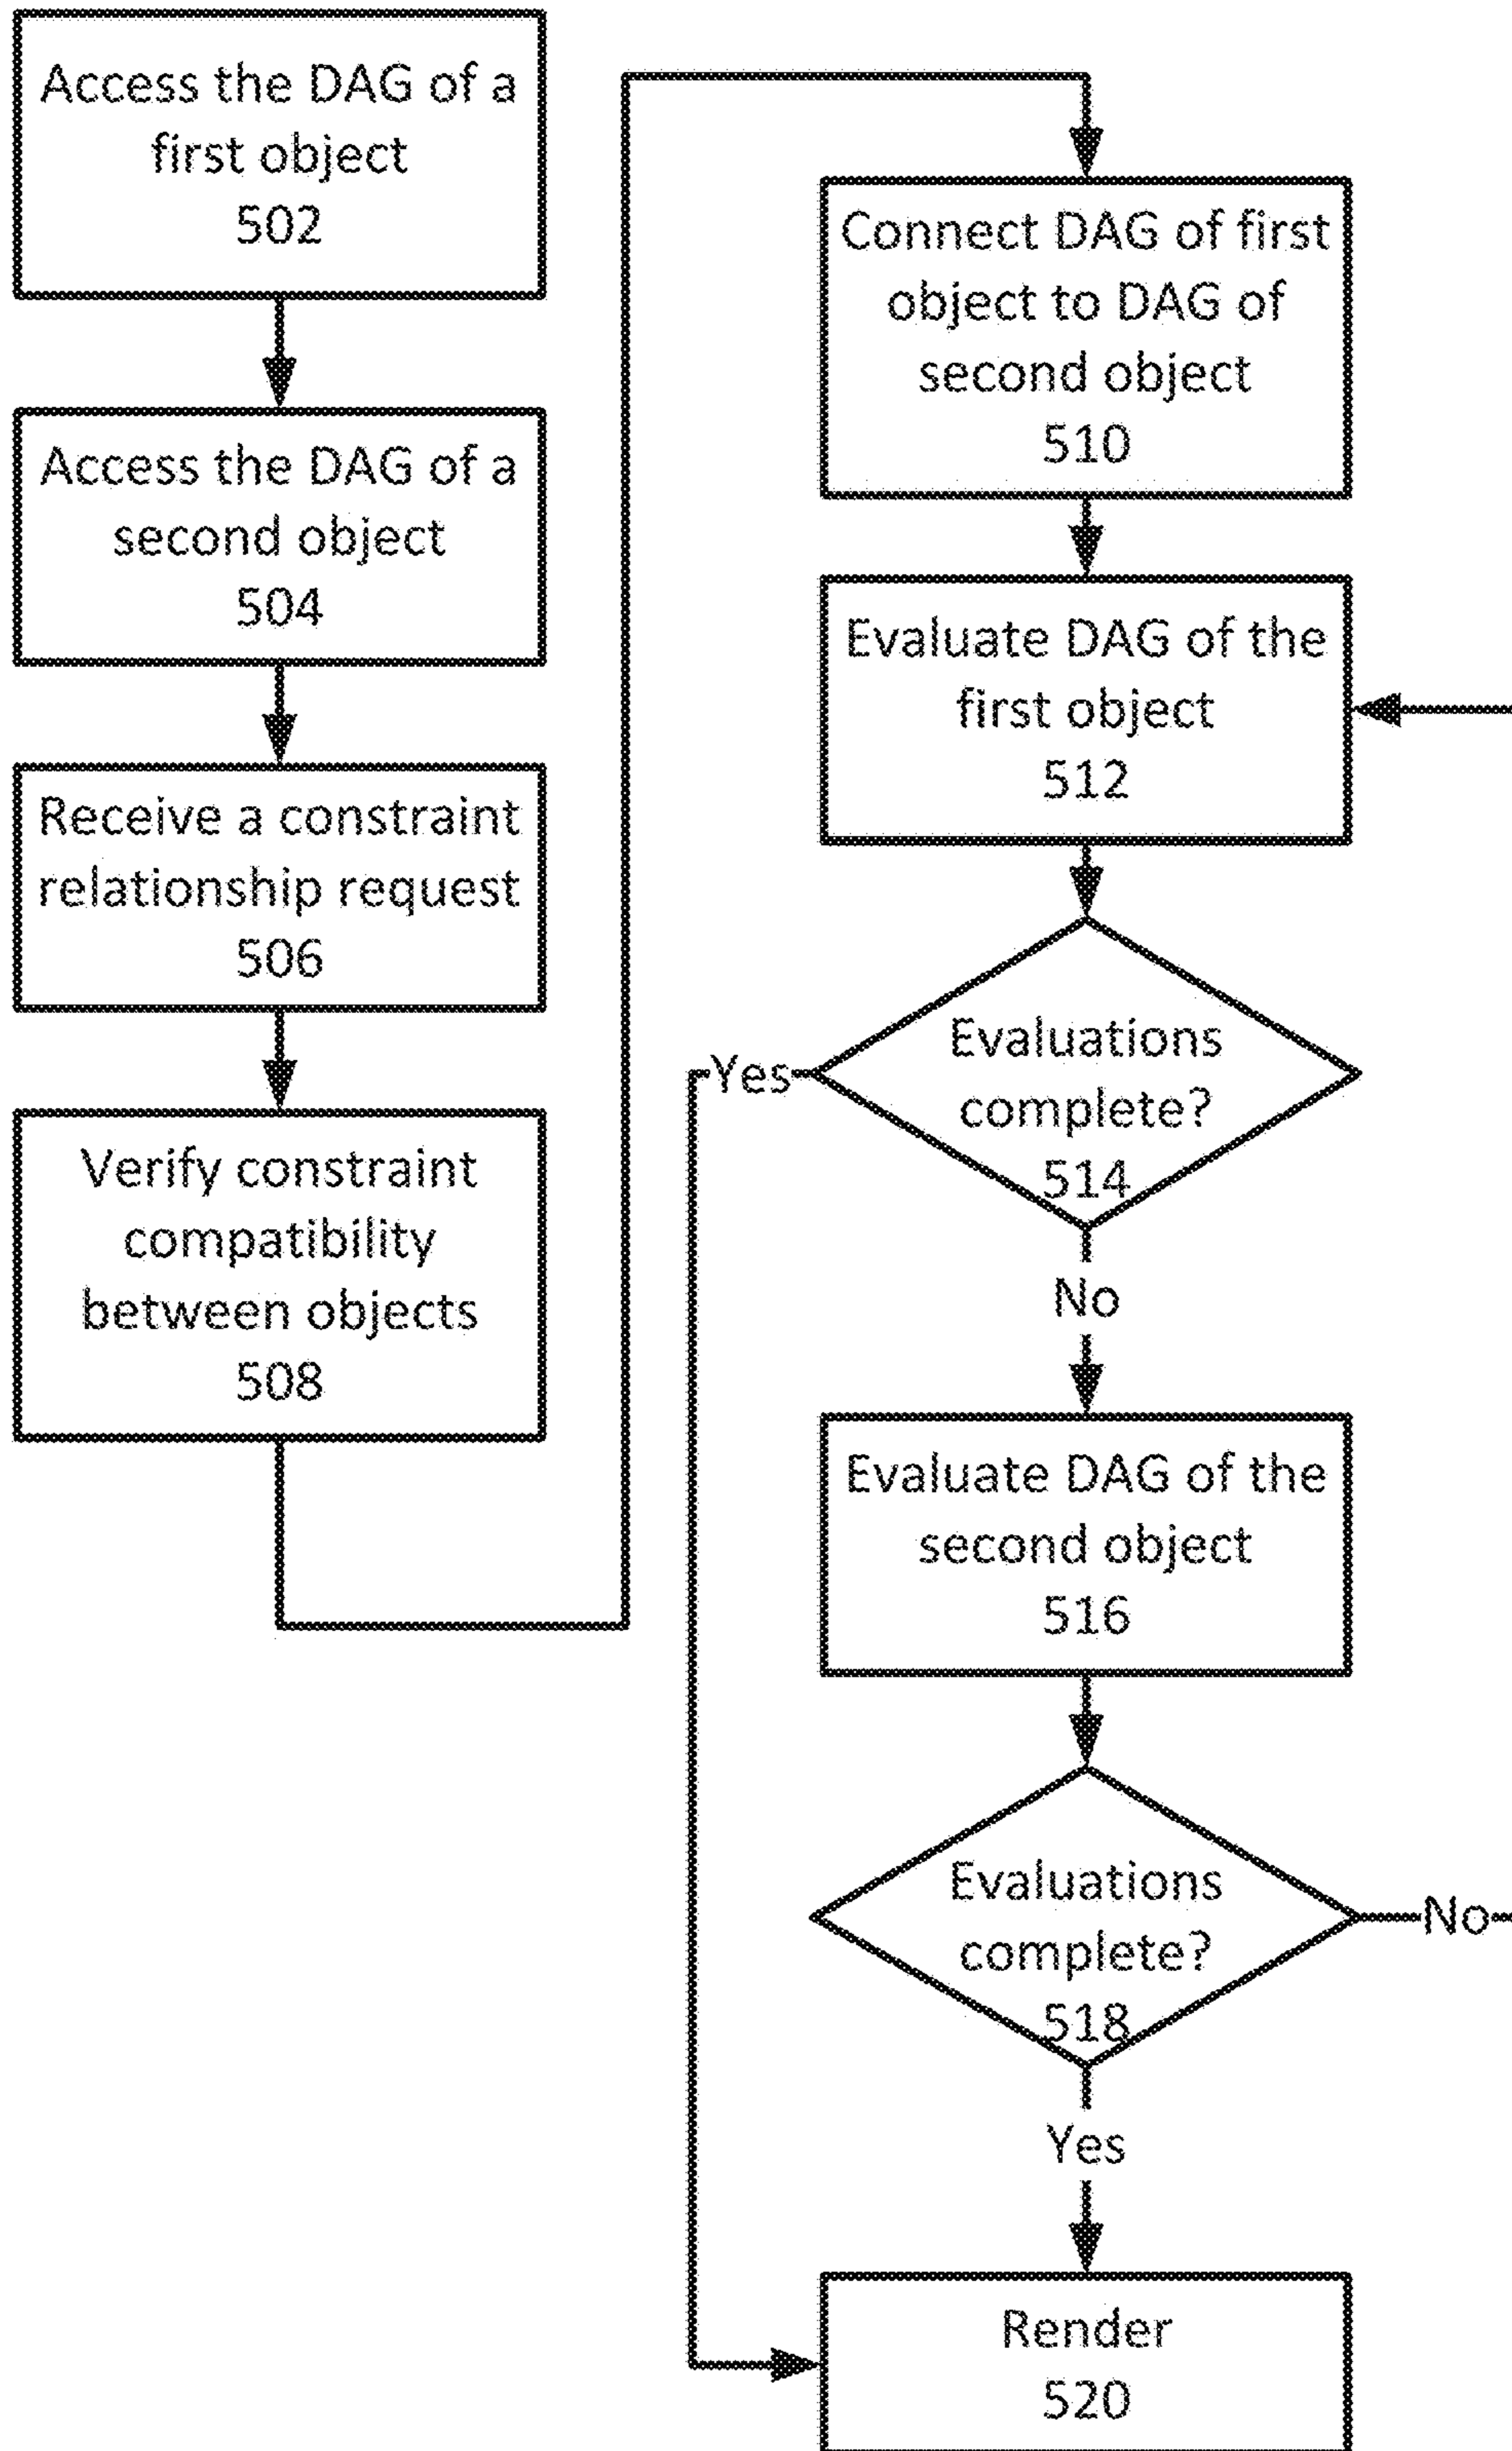 Access the DAG of a
first object
502
Access the DAG of a
second object
504
Receive a constraint
relationship request
506
Verify constraint
compatibility
between objects
508
Connect DAG of first
object to DAG of
second object
510
Evaluate DAG of the
first object
512
Evaluations
complete?
514
Yes
No
Evaluate DAG of the
second object
516
Evaluations
complete?
518
No
Yes
Render
520